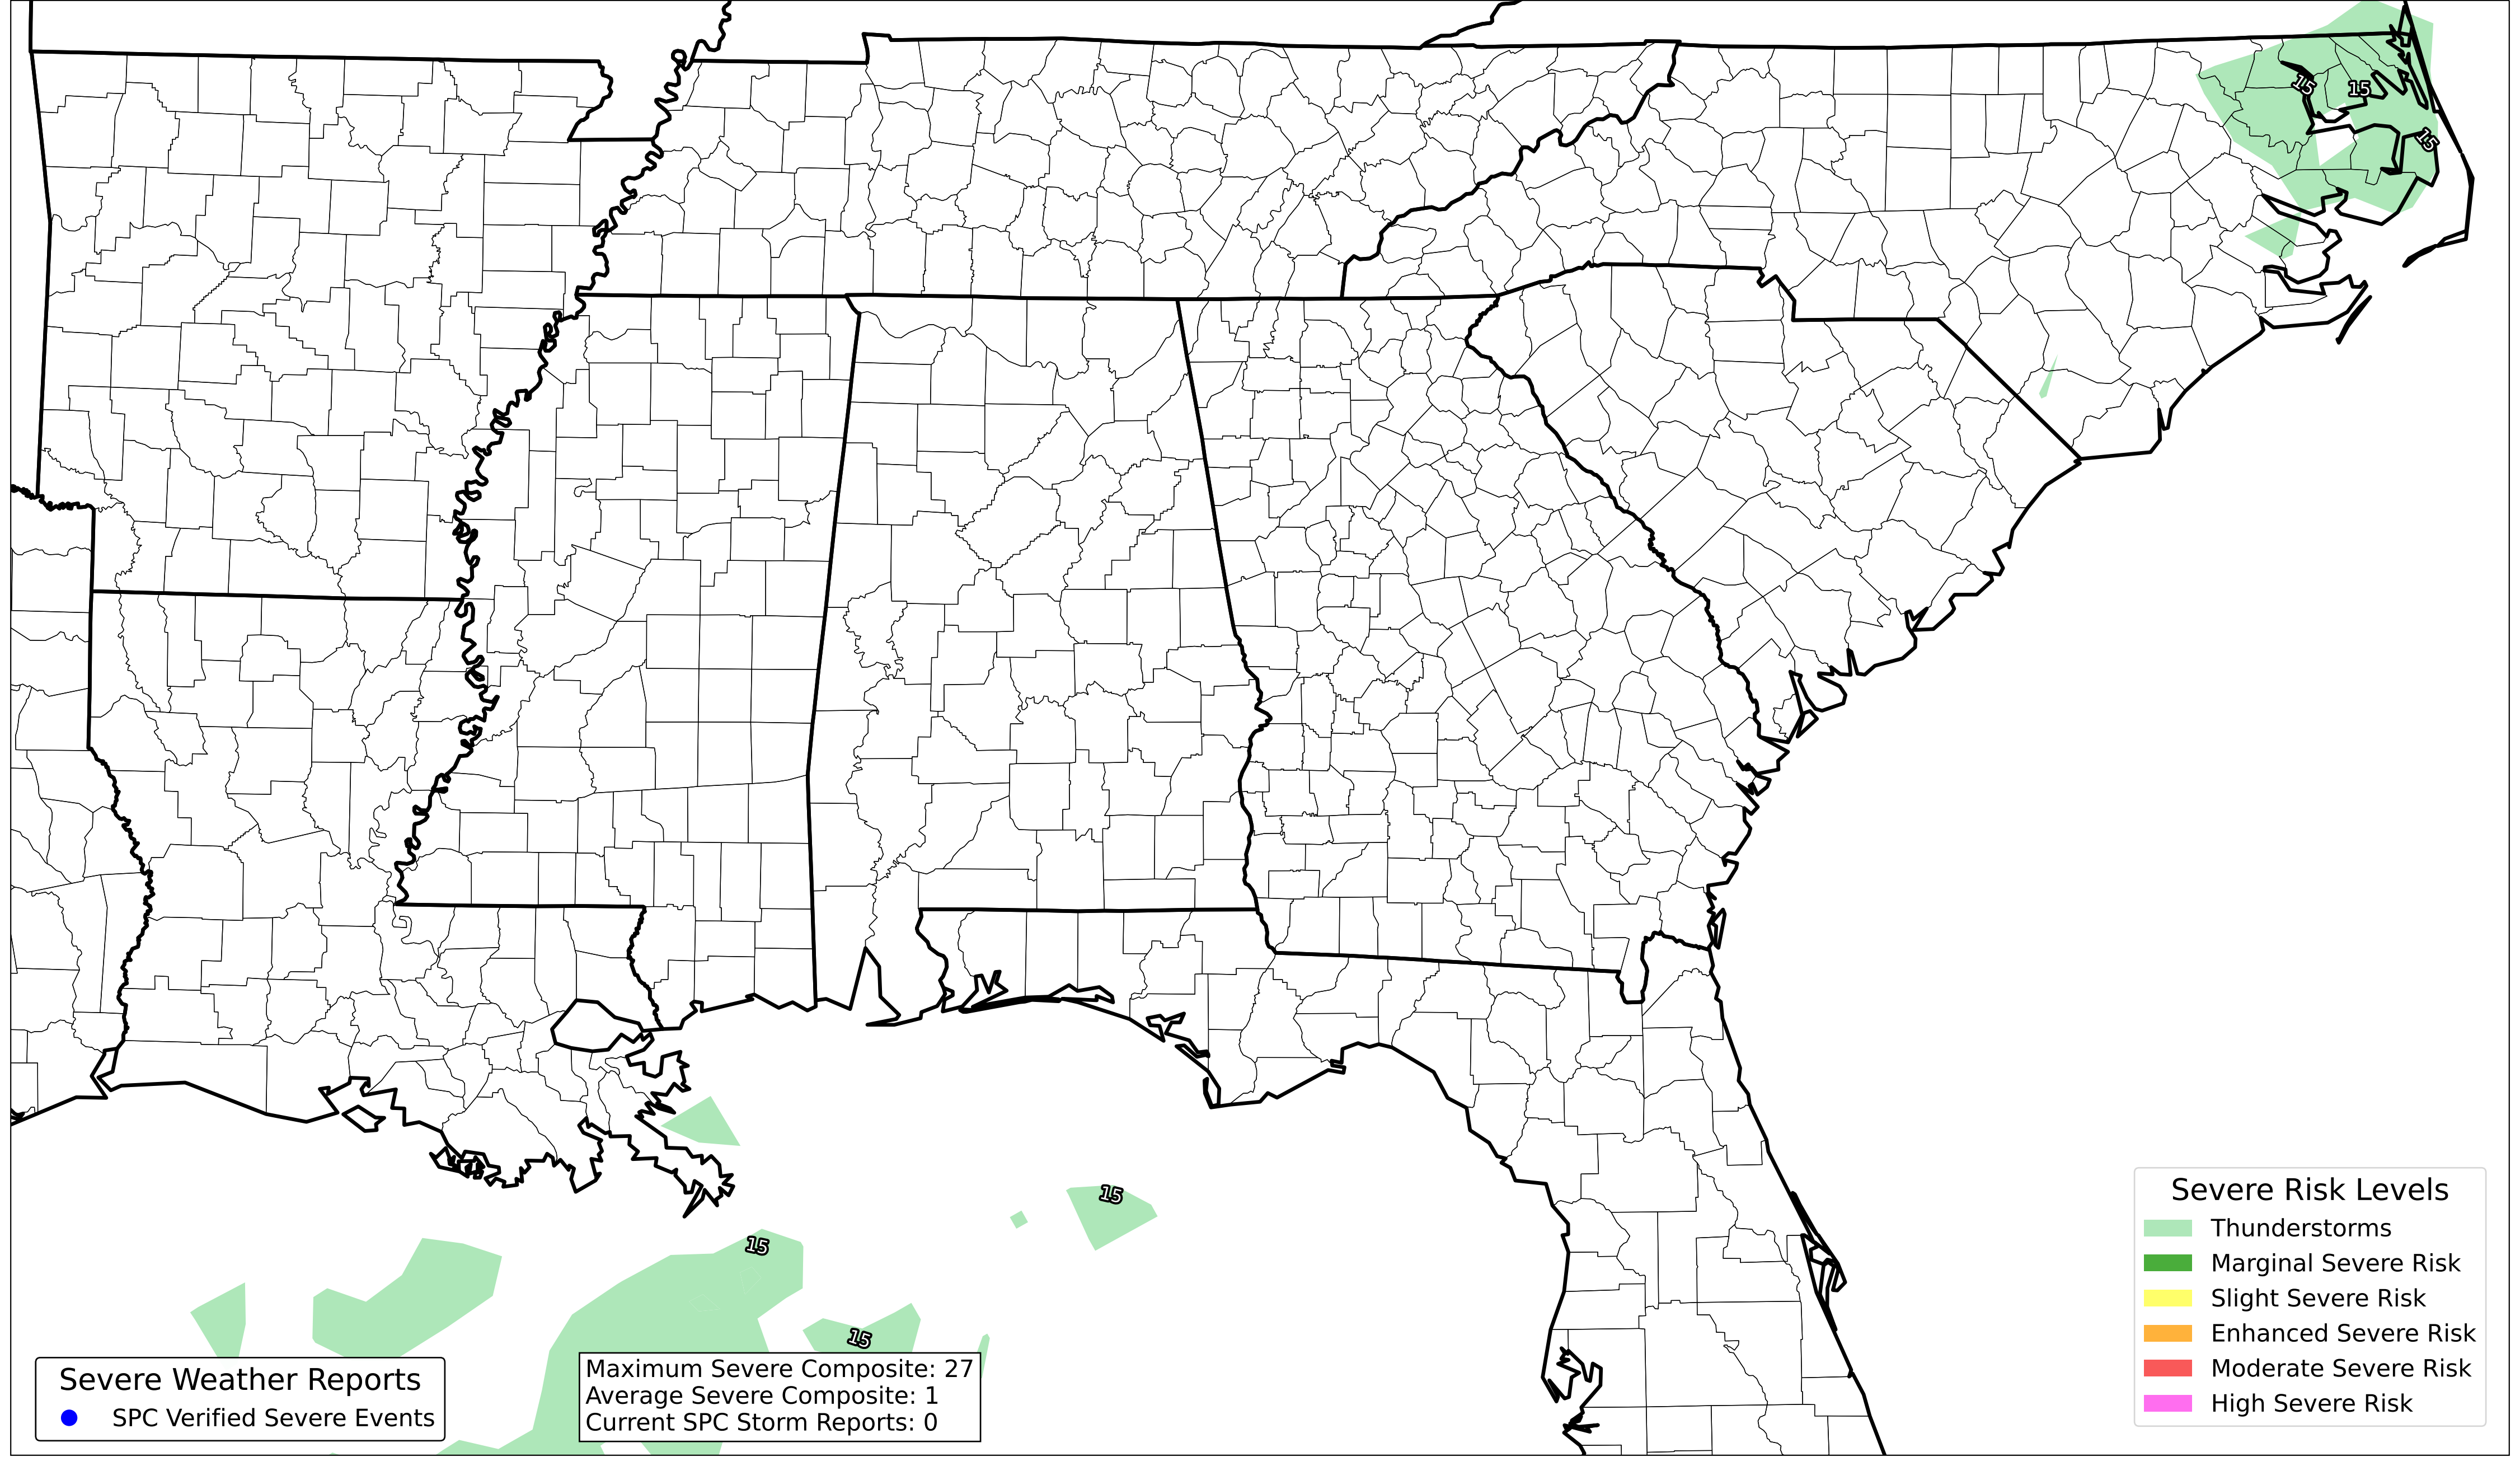 15
15
15
15
15
15
Severe Weather Reports
SPC Verified Severe Events
Maximum Severe Composite: 27
Average Severe Composite: 1
Current SPC Storm Reports: 0
Severe Risk Levels
Thunderstorms
Marginal Severe Risk
Slight Severe Risk
Enhanced Severe Risk
Moderate Severe Risk
High Severe Risk